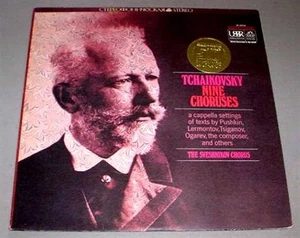 STEREO
TCHAIKOVSKY
NINE
CHORUSES
a cappella settings
of texts by Pushkin,
Lermontov, Tsiganov,
Ogarev, the composer,
and others
THE SVESHNIKOV CHORUS